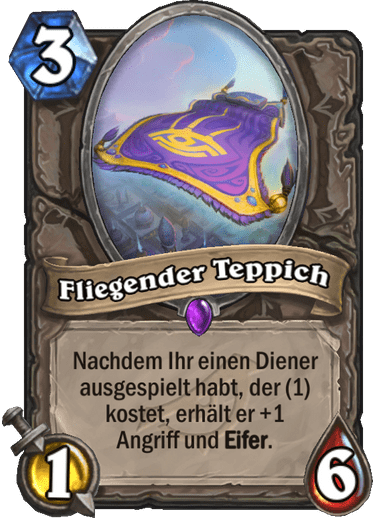 3
Fliegender Teppich
Nachdem Ihr einen Diener
ausgespielt habt, der (1)
kostet, erhält er +1
Angriff und Eifer.
1
6